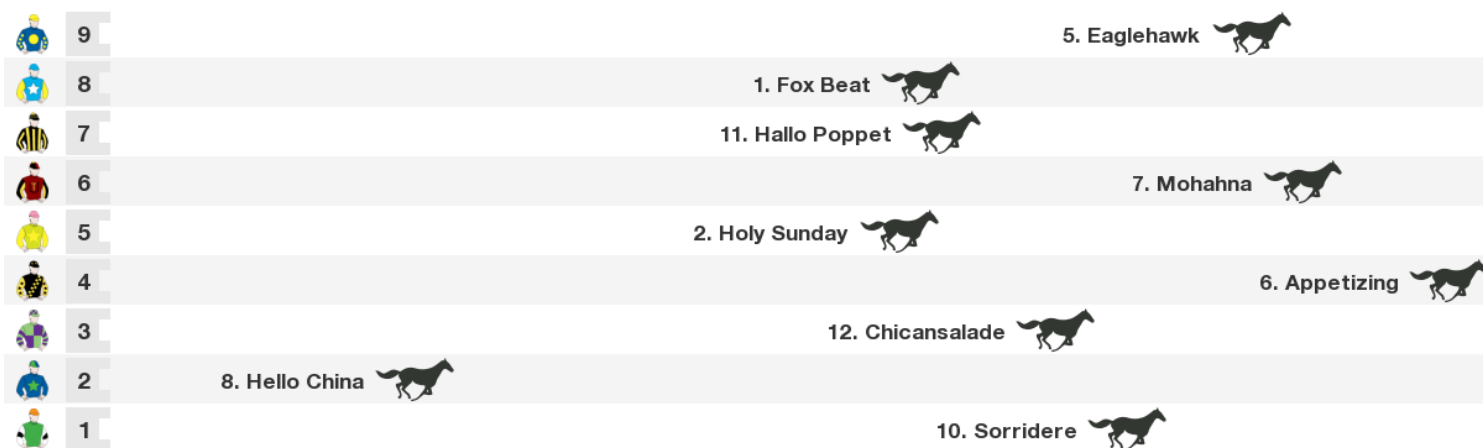 9 5. Eaglehawk
8 1. Fox Beat
7 11. Hallo Poppet
6 7. Mohahna
5 2. Holy Sunday
4 6. Appetizing
3 12. Chicansalade
2 8. Hello China
1 10. Sorridere